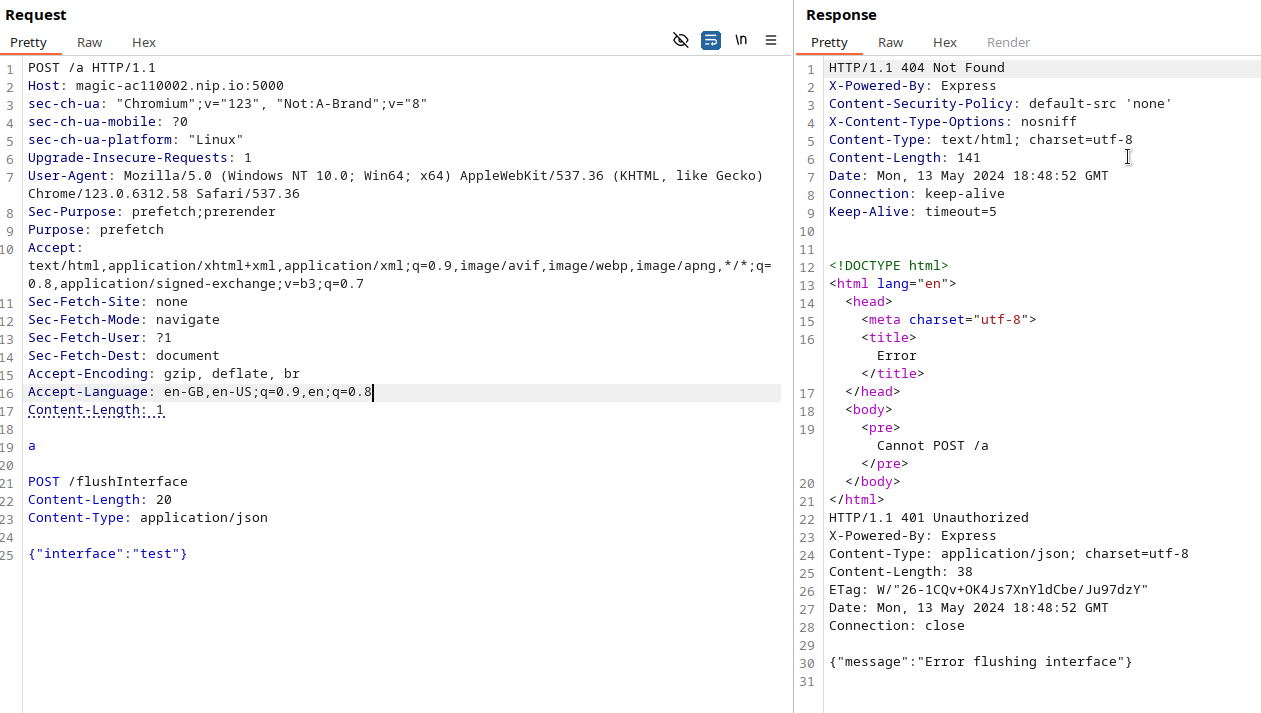 Request
Pretty Raw Hex \n
1 POST /a HTTP/1.1
2 Host: magic-ac110002.nip.io:5000
3 sec-ch-ua: "Chromium";v="123", "Not:A-Brand";v="8"
4 sec-ch-ua-mobile: ?0
5 sec-ch-ua-platform: "Linux"
6 Upgrade-Insecure-Requests: 1
7 User-Agent: Mozilla/5.0 (Windows NT 10.0; Win64; x64) AppleWebKit/537.36 (KHTML, like Gecko)
Chrome/123.0.6312.58 Safari/537.36
8 Sec-Purpose: prefetch;prerender
9 Purpose: prefetch
10 Accept:
text/html,application/xhtml+xml,application/xml;q=0.9,image/avif,image/webp,image/apng,*/*;q=
0.8,application/signed-exchange;v=b3;q=0.7
11 Sec-Fetch-Site: none
12 Sec-Fetch-Mode: navigate
13 Sec-Fetch-User: ?1
14 Sec-Fetch-Dest: document
15 Accept-Encoding: gzip, deflate, br
16 Accept-Language: en-GB,en-US;q=0.9,en;q=0.8
17 Content-Length: 1
18
19 a
20
21 POST /flushInterface
22 Content-Length: 20
23 Content-Type: application/json
24
25 {"interface":"test"}
Response
Pretty Raw Hex Render
1 HTTP/1.1 404 Not Found
2 X-Powered-By: Express
3 Content-Security-Policy: default-src 'none'
4 X-Content-Type-Options: nosniff
5 Content-Type: text/html; charset=utf-8
6 Content-Length: 141
7 Date: Mon, 13 May 2024 18:48:52 GMT
8 Connection: keep-alive
9 Keep-Alive: timeout=5
10
11
12 <!DOCTYPE html>
13 <html lang="en">
14 <head>
15 <meta charset="utf-8">
16 <title>
Error
</title>
17 </head>
18 <body>
19 <pre>
Cannot POST /a
</pre>
20 </body>
21 </html>
22 HTTP/1.1 401 Unauthorized
23 X-Powered-By: Express
24 Content-Type: application/json; charset=utf-8
25 Content-Length: 38
26 ETag: W/"26-1CQv+OK4Js7XnYldCbe/Ju97dzY"
27 Date: Mon, 13 May 2024 18:48:52 GMT
28 Connection: close
29
30 {"message":"Error flushing interface"}
31